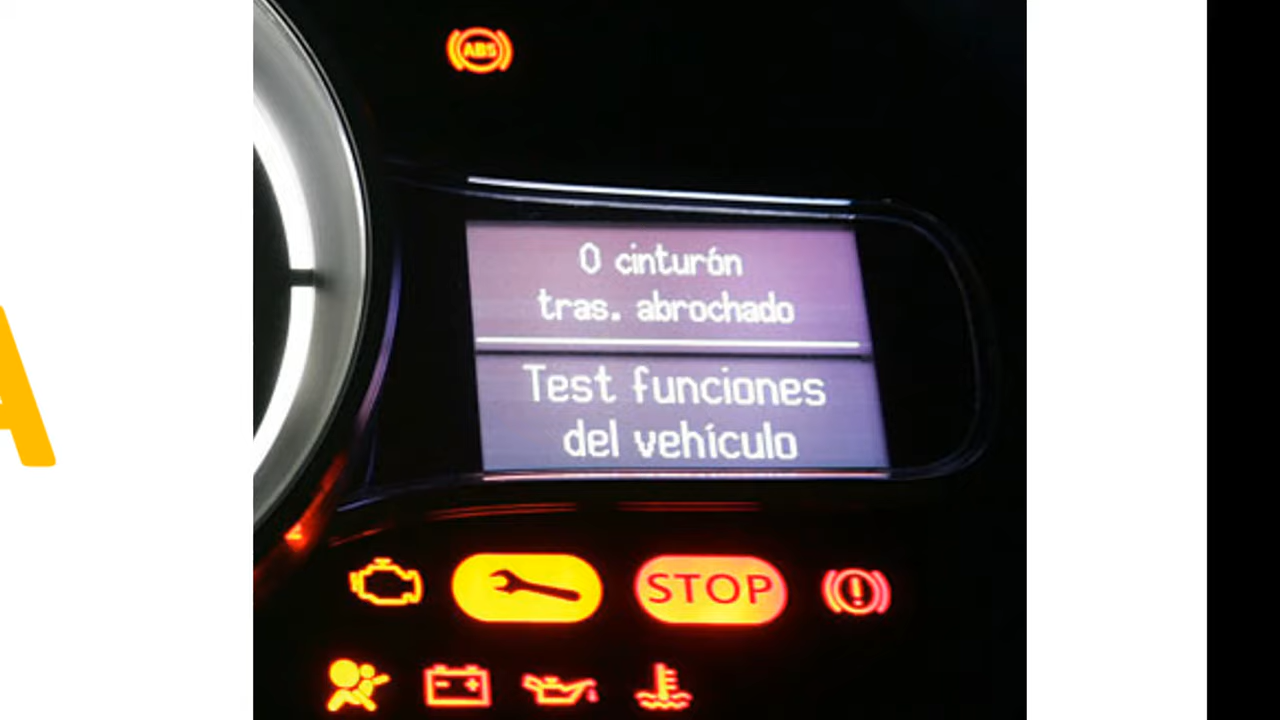 A
ABS
0 cinturón
tras. abrochado
Test funciones
del vehículo
STOP